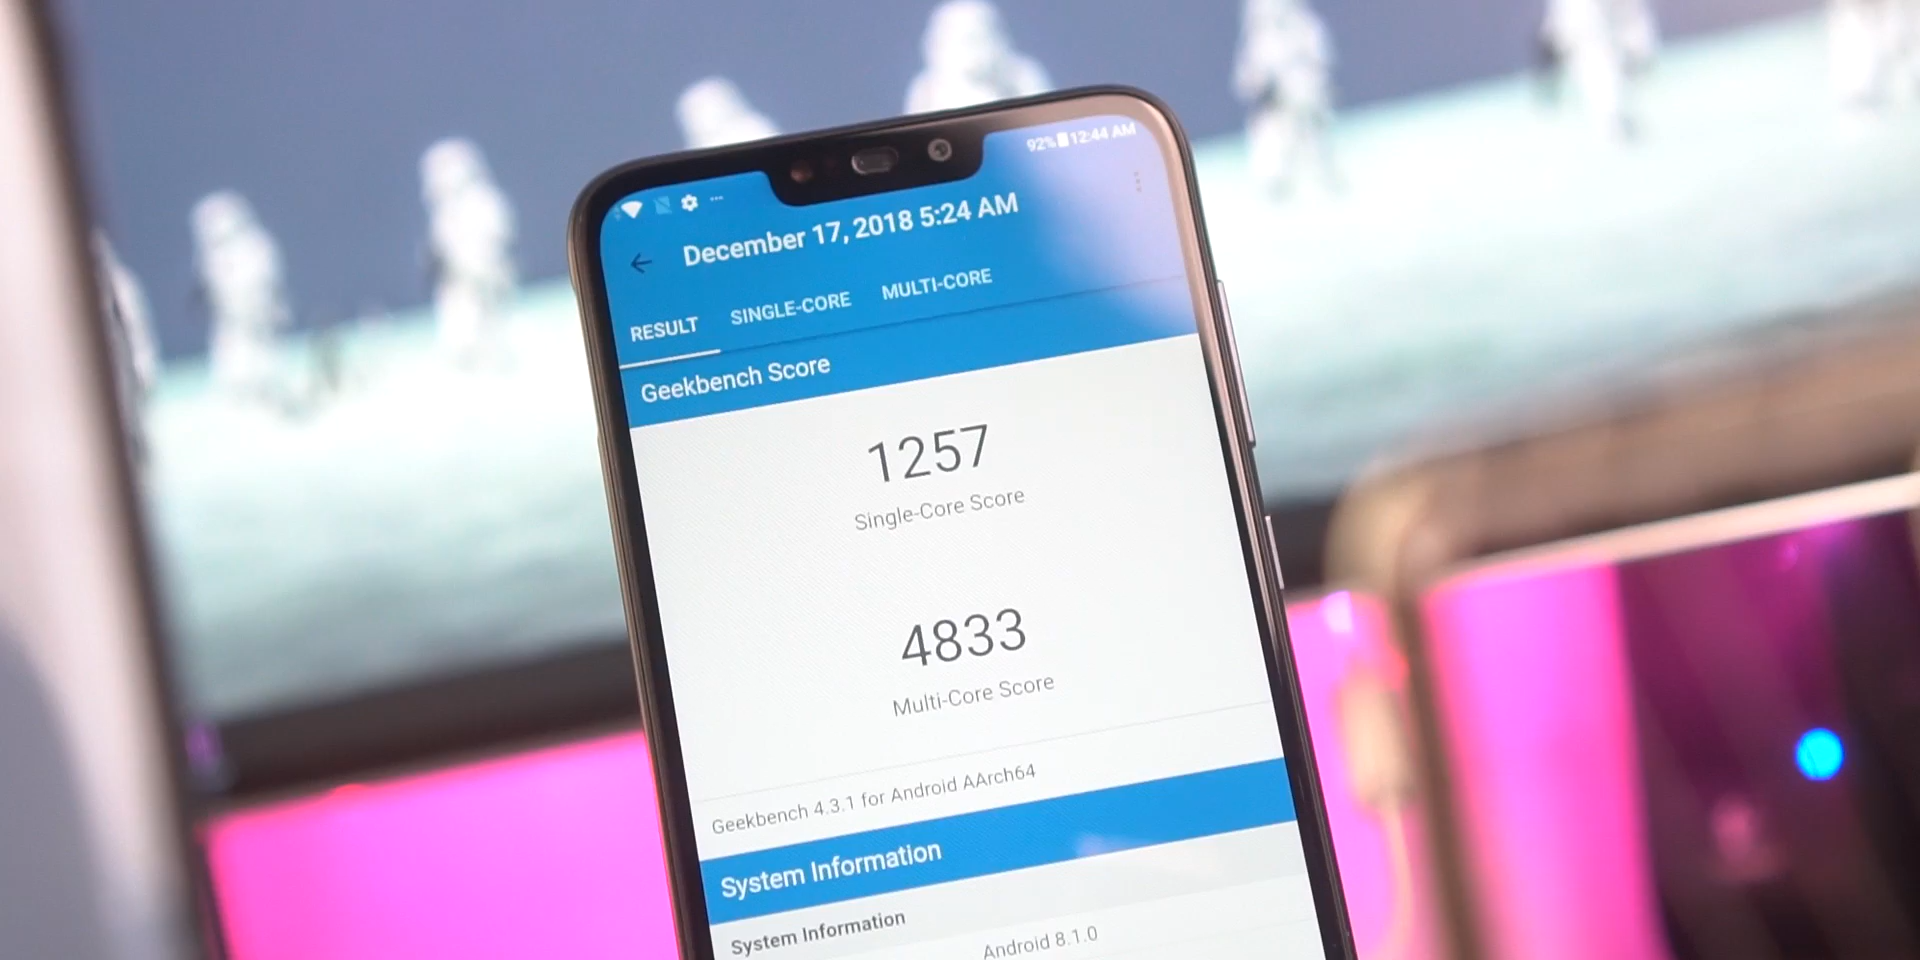 92% 12:44 AM
December 17, 2018 5:24 AM
RESULT SINGLE-CORE MULTI-CORE
Geekbench Score
1257
Single-Core Score
4833
Multi-Core Score
Geekbench 4.3.1 for Android AArch64
System Information
System Information
Android 8.1.0